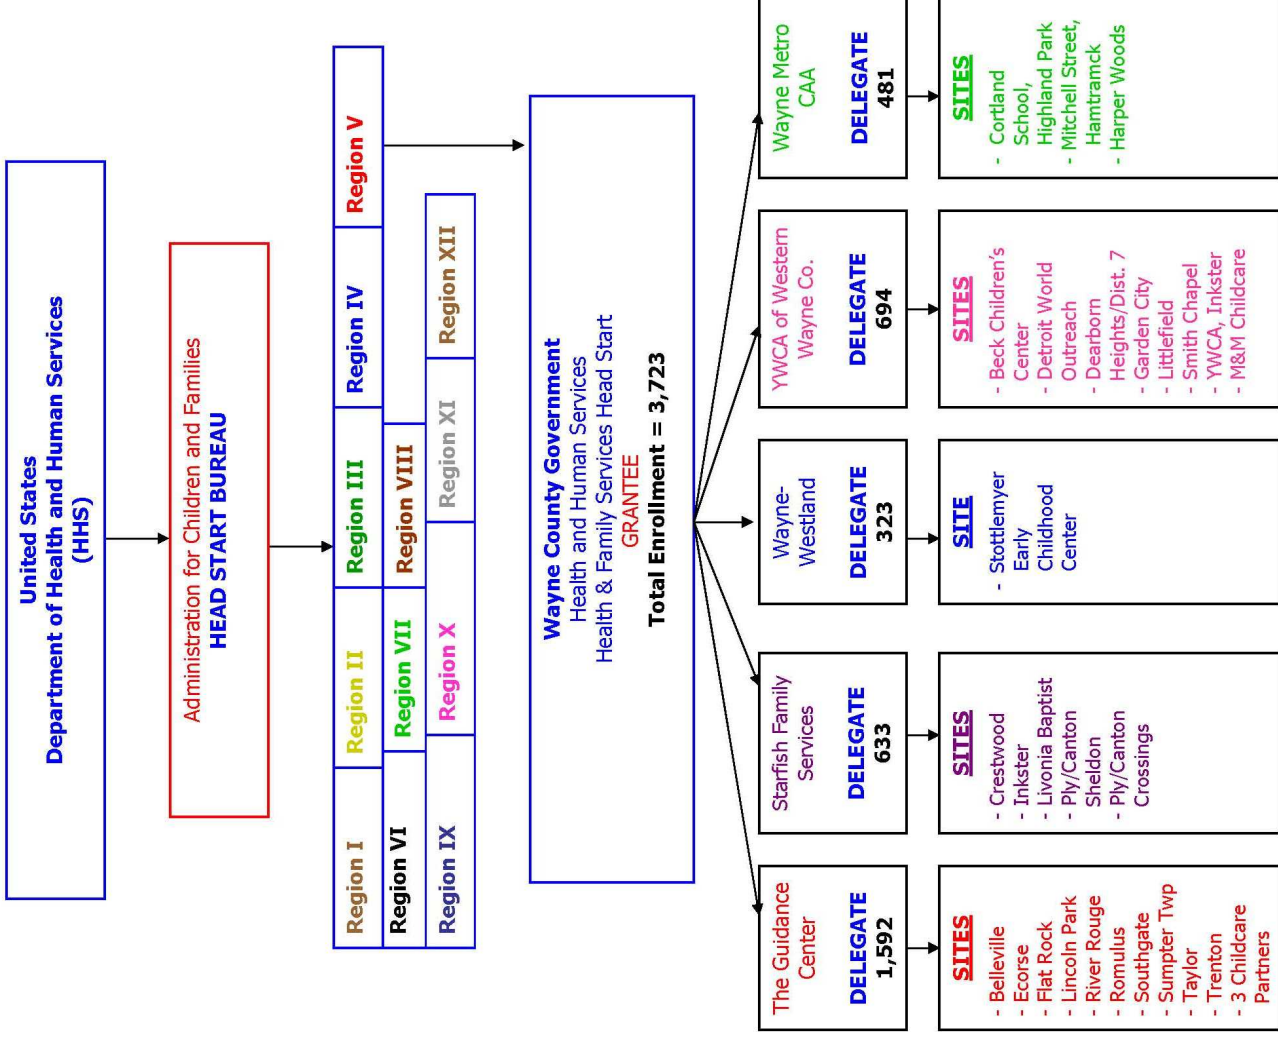 United States
Department of Health and Human Services
(HHS)
Administration for Children and Families
HEAD START BUREAU
Region I
Region II
Region III
Region IV
Region V
Region VI
Region VII
Region VIII
Region IX
Region X
Region XI
Region XII
Wayne County Government
Health and Human Services
Health & Family Services Head Start
GRANTEE
Total Enrollment = 3,723
The Guidance
Center
DELEGATE
1,592
Starfish Family
Services
DELEGATE
633
Wayne-
Westland
DELEGATE
323
YWCA of Western
Wayne Co.
DELEGATE
694
Wayne Metro
CAA
DELEGATE
481
SITES
- Belleville
- Ecorse
- Flat Rock
- Lincoln Park
- River Rouge
- Romulus
- Southgate
- Sumpter Twp
- Taylor
- Trenton
- 3 Childcare
Partners
SITES
- Crestwood
- Inkster
- Livonia Baptist
- Ply/Canton
Sheldon
- Ply/Canton
Crossings
SITE
- Stottlemyer
Early
Childhood
Center
SITES
- Beck Children's
Center
- Detroit World
Outreach
- Dearborn
Heights/Dist. 7
- Garden City
- Littlefield
- Smith Chapel
- YWCA, Inkster
- M&M Childcare
SITES
- Cortland
School,
Highland Park
- Mitchell Street,
Hamtramck
- Harper Woods